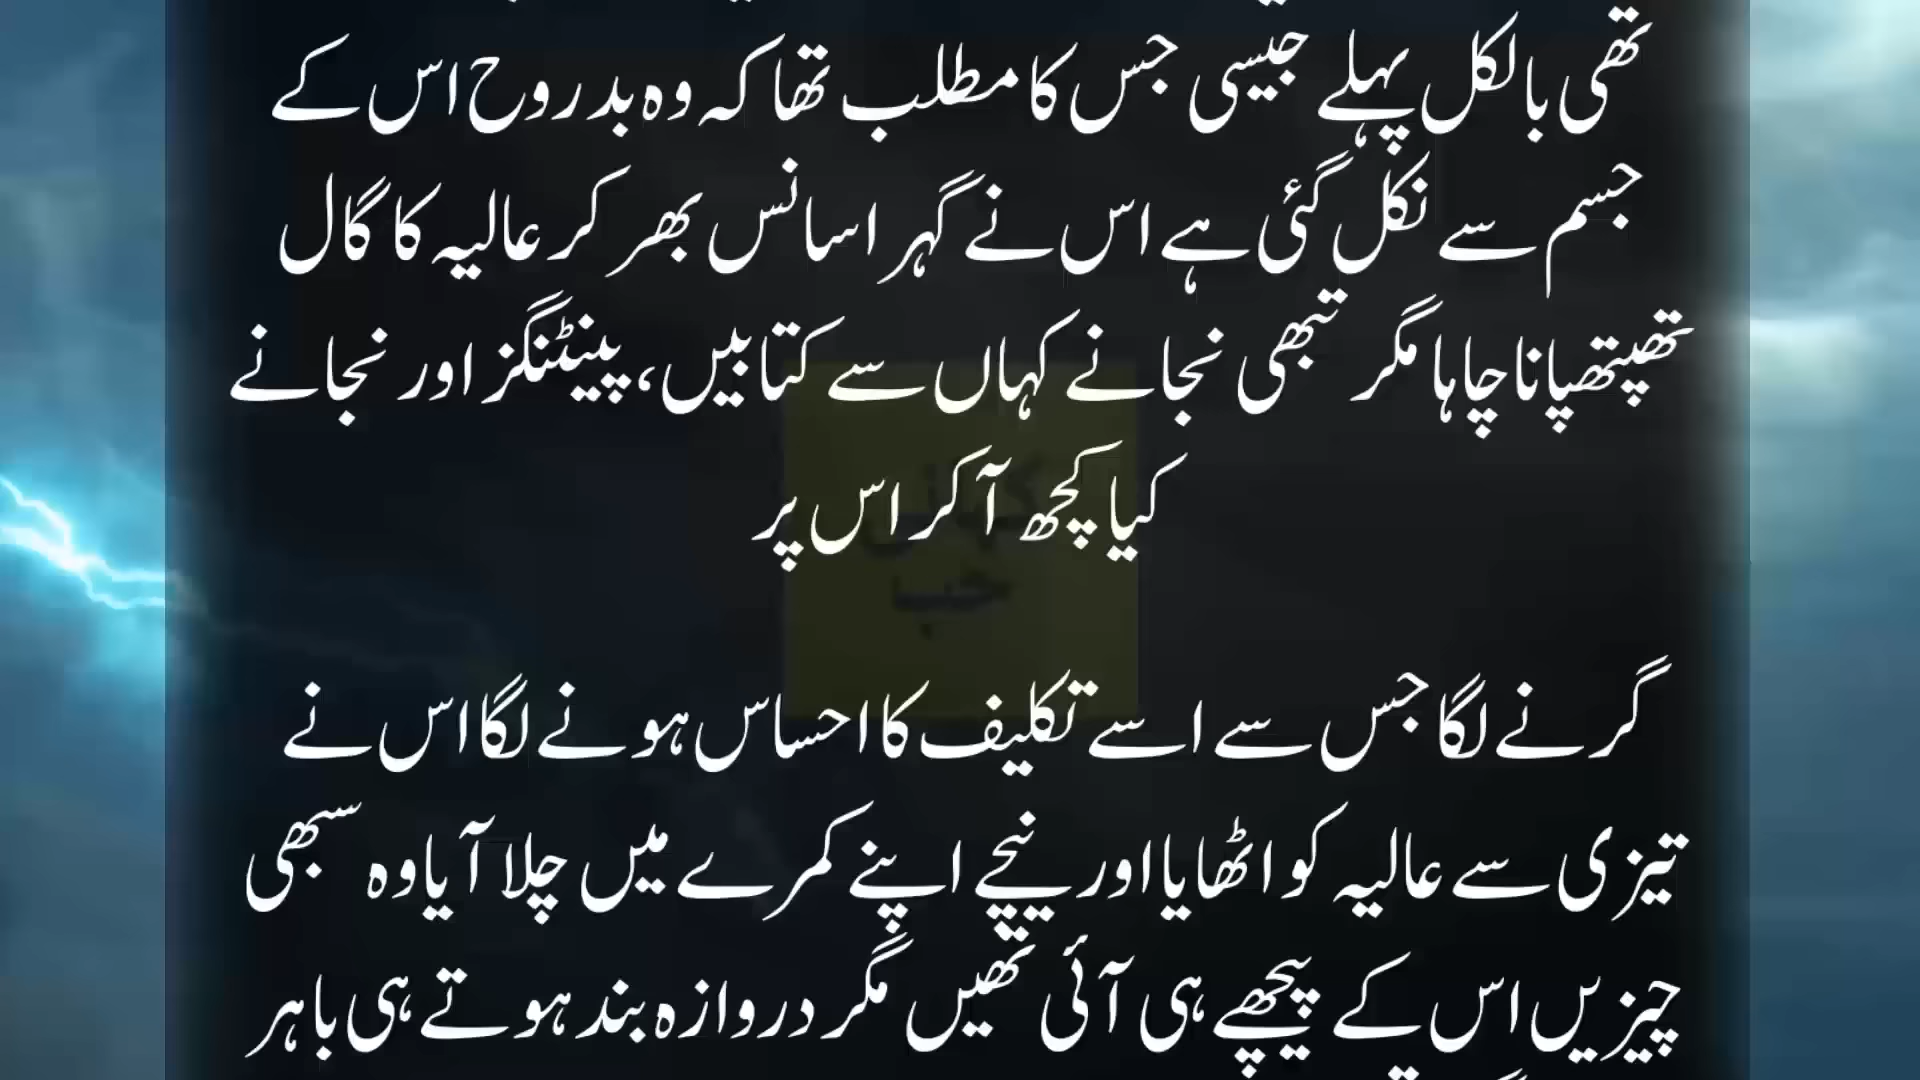 تھی بالکل پہلے جیسی جس کا مطلب تھا کہ وہ بدروح اس کے
جسم سے نکل گئی ہے اس نے گہرا سانس بھر کر عالیہ کا گال
تھپتھپانا چاہا مگر تبھی نجانے کہاں سے کتابیں، پینٹنگز اور نجانے
کیا کچھ آ کر اس پر
گرنے لگا جس سے اسے تکلیف کا احساس ہونے لگا اس نے
تیزی سے عالیہ کو اٹھایا اور نیچے اپنے کمرے میں چلا آیا وہ سبھی
چیزیں اس کے پیچھے ہی آئی تھیں مگر دروازہ بند ہوتے ہی باہر